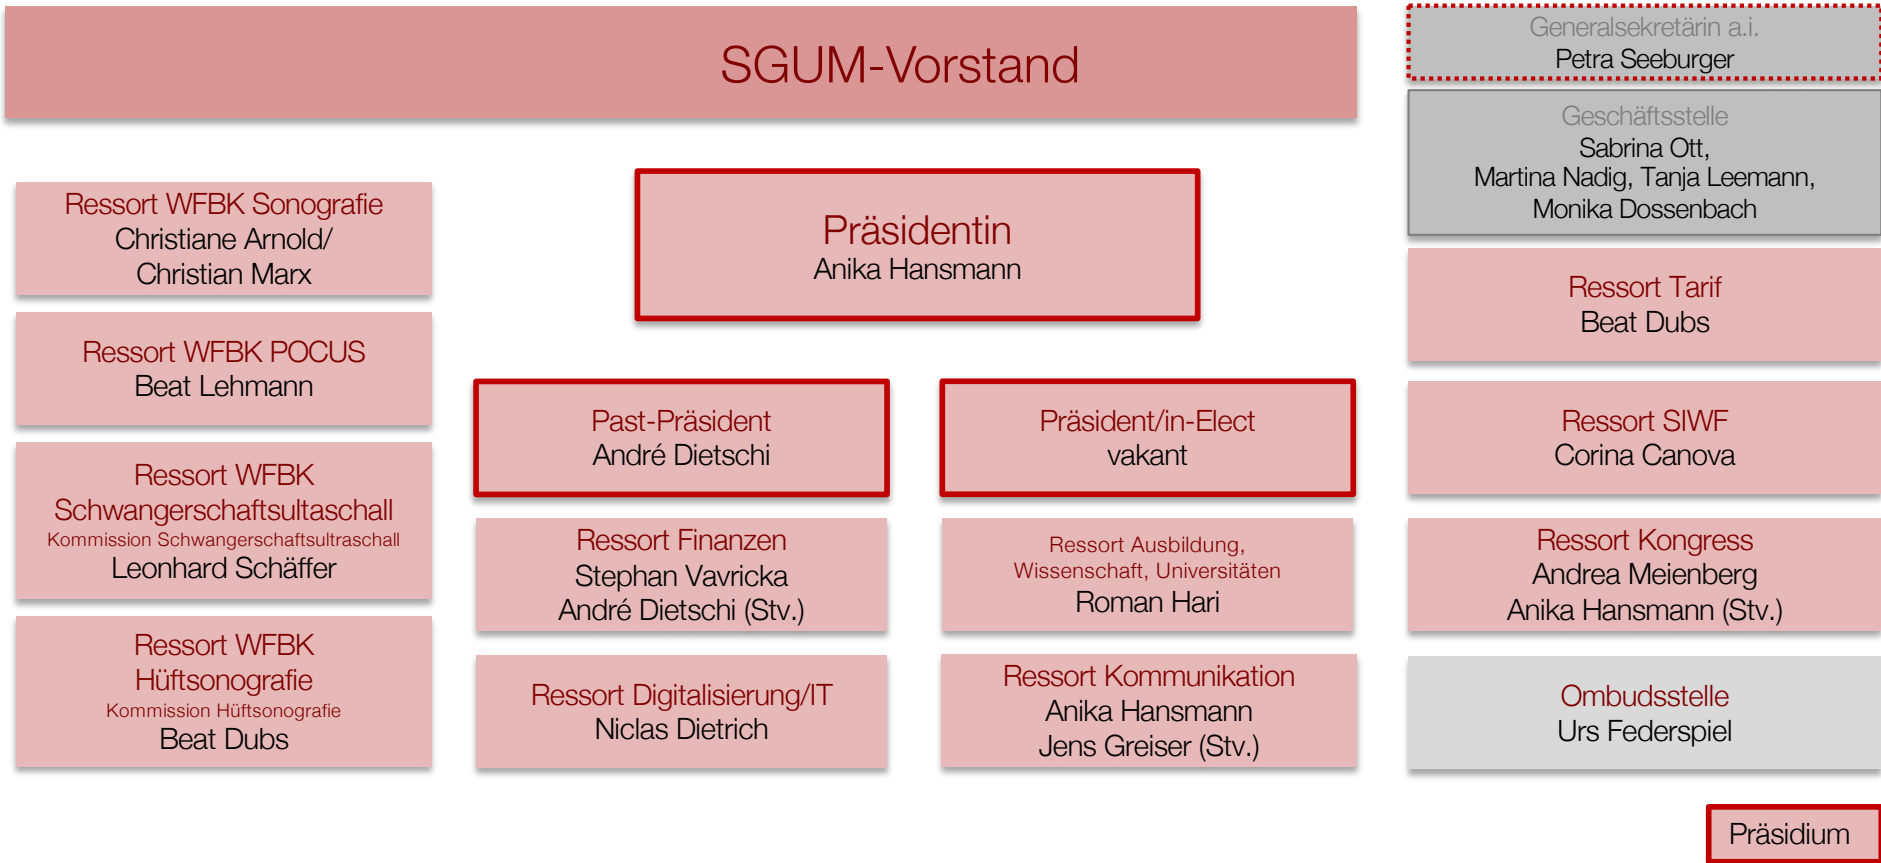 SGUM-Vorstand
Generalsekretärin a.i.
Petra Seeburger
Geschäftsstelle
Sabrina Ott,
Martina Nadig, Tanja Leemann,
Monika Dossenbach
Ressort WFBK Sonografie
Christiane Arnold/
Christian Marx
Präsidentin
Anika Hansmann
Ressort Tarif
Beat Dubs
Ressort WFBK POCUS
Beat Lehmann
Past-Präsident
André Dietschi
Präsident/in-Elect
vakant
Ressort SIWF
Corina Canova
Ressort WFBK
Schwangerschaftsultaschall
Kommission Schwangerschaftsultraschall
Leonhard Schäffer
Ressort Finanzen
Stephan Vavricka
André Dietschi (Stv.)
Ressort Ausbildung,
Wissenschaft, Universitäten
Roman Hari
Ressort Kongress
Andrea Meienberg
Anika Hansmann (Stv.)
Ressort WFBK
Hüftsonografie
Kommission Hüftsonografie
Beat Dubs
Ressort Digitalisierung/IT
Niclas Dietrich
Ressort Kommunikation
Anika Hansmann
Jens Greiser (Stv.)
Ombudsstelle
Urs Federspiel
Präsidium